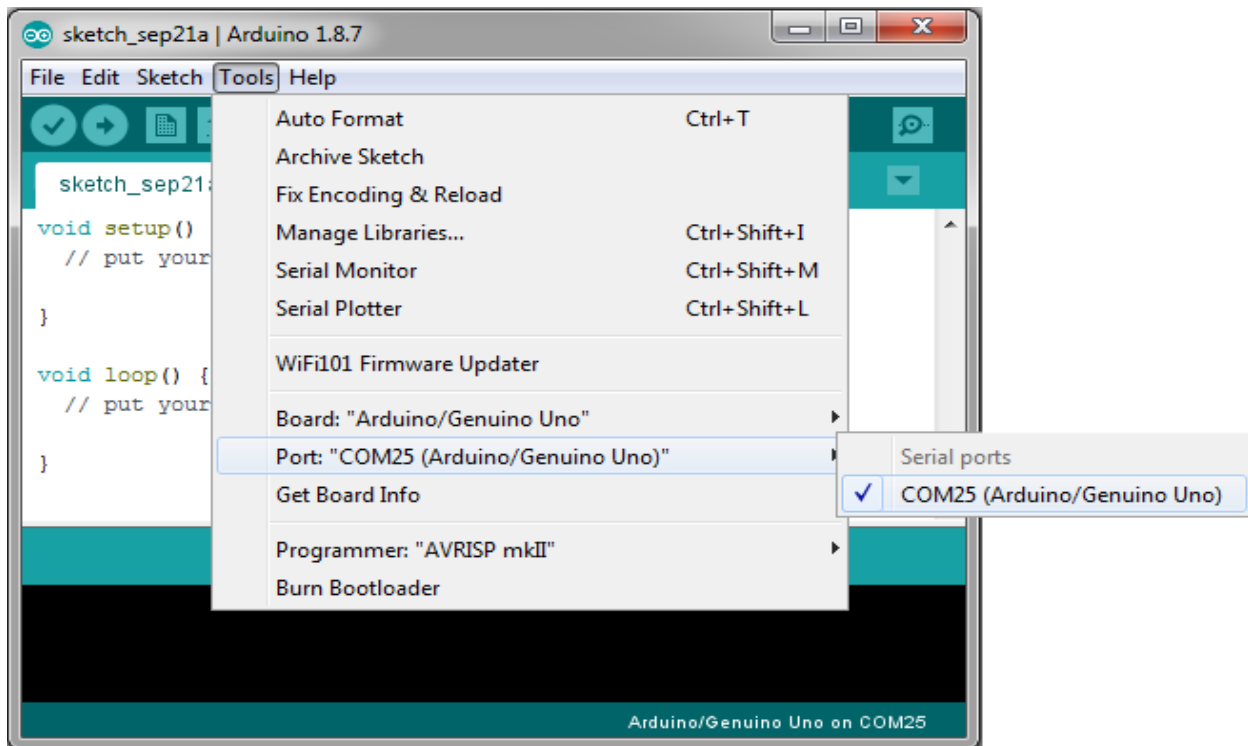 sketch_sep21a | Arduino 1.8.7
File Edit Sketch Tools Help
Auto Format Ctrl+T
Archive Sketch
sketch_sep21
Fix Encoding & Reload
void setup()
Manage Libraries... Ctrl+Shift+I
// put your
Serial Monitor Ctrl+Shift+M
Serial Plotter Ctrl+Shift+L
}
WiFi101 Firmware Updater
void loop() {
// put your
Board: "Arduino/Genuino Uno"
Port: "COM25 (Arduino/Genuino Uno)"
Serial ports
}
Get Board Info
COM25 (Arduino/Genuino Uno)
Programmer: "AVRISP mkII"
Burn Bootloader
Arduino/Genuino Uno on COM25